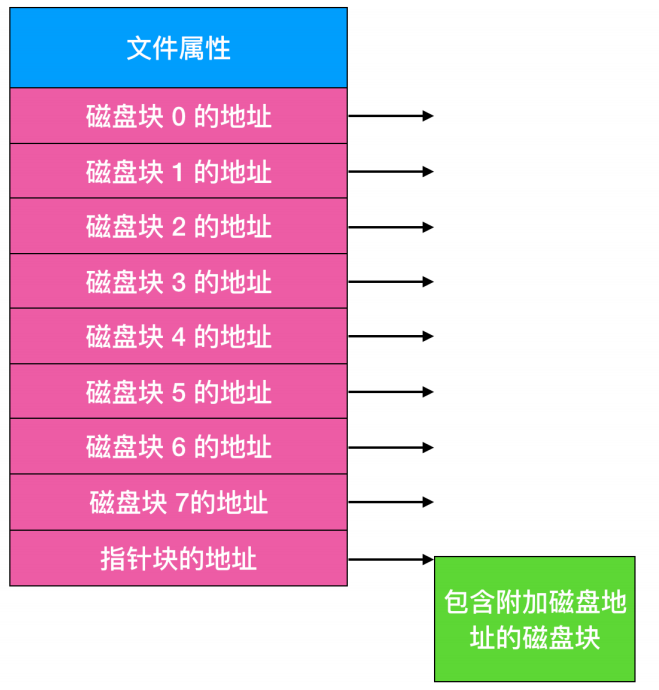 文件属性
磁盘块 0 的地址
磁盘块 1 的地址
磁盘块 2 的地址
磁盘块 3 的地址
磁盘块 4 的地址
磁盘块 5 的地址
磁盘块 6 的地址
磁盘块 7的地址
指针块的地址
包含附加磁盘地
址的磁盘块